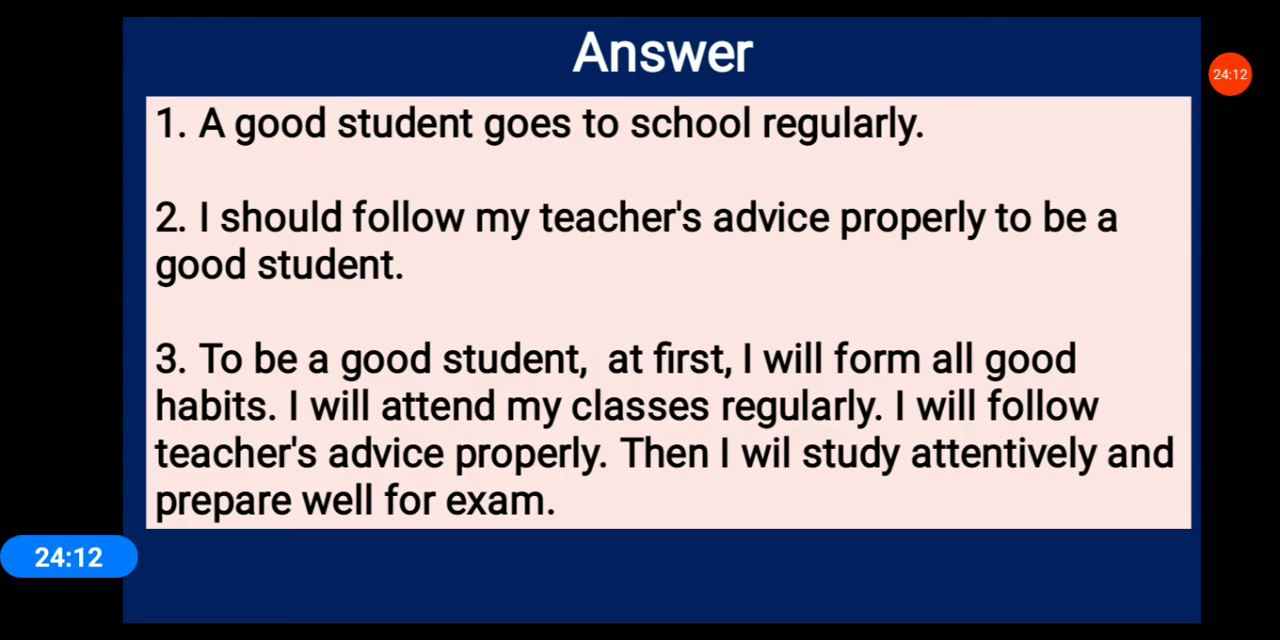 Answer
24:12
1. A good student goes to school regularly.
2. I should follow my teacher's advice properly to be a
good student.
3. To be a good student,  at first, I will form all good
habits. I will attend my classes regularly. I will follow
teacher's advice properly. Then I wil study attentively and
prepare well for exam.
24:12